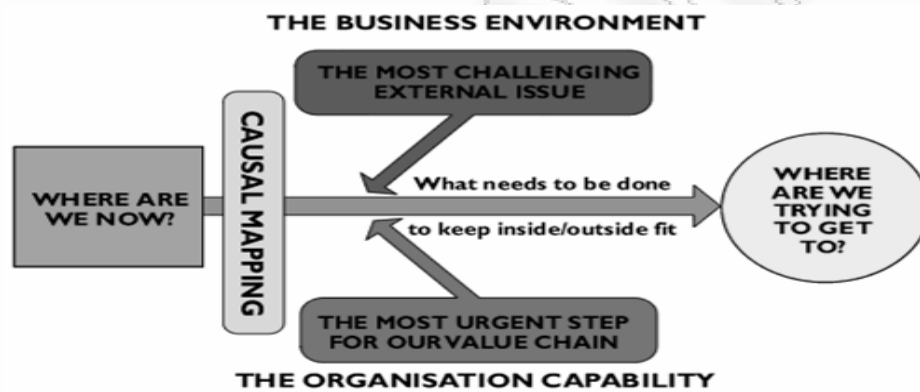 THE BUSINESS ENVIRONMENT
THE MOST CHALLENGING
EXTERNAL ISSUE
CAUSAL MAPPING
WHERE ARE
WE NOW?
What needs to be done
to keep inside/outside fit
WHERE
ARE WE
TRYING
TO GET
TO?
THE MOST URGENT STEP
FOR OUR VALUE CHAIN
THE ORGANISATION CAPABILITY